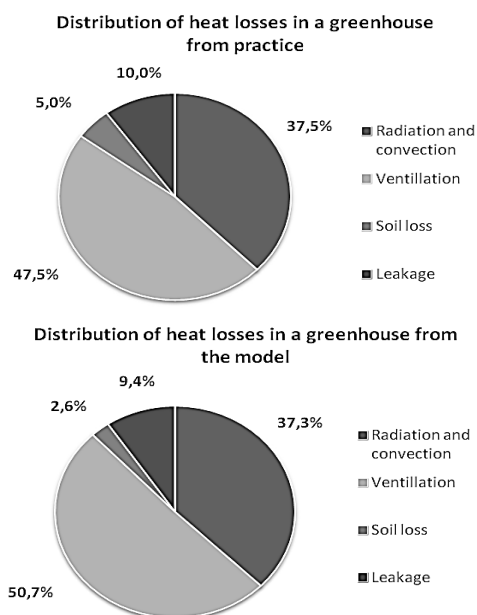 Distribution of heat losses in a greenhouse
from practice
10,0%
5,0%
37,5%
47,5%
Radiation and
convection
Ventillation
Soil loss
Leakage
Distribution of heat losses in a greenhouse from
the model
9,4%
2,6%
37,3%
50,7%
Radiation and
convection
Ventillation
Soil loss
Leakage